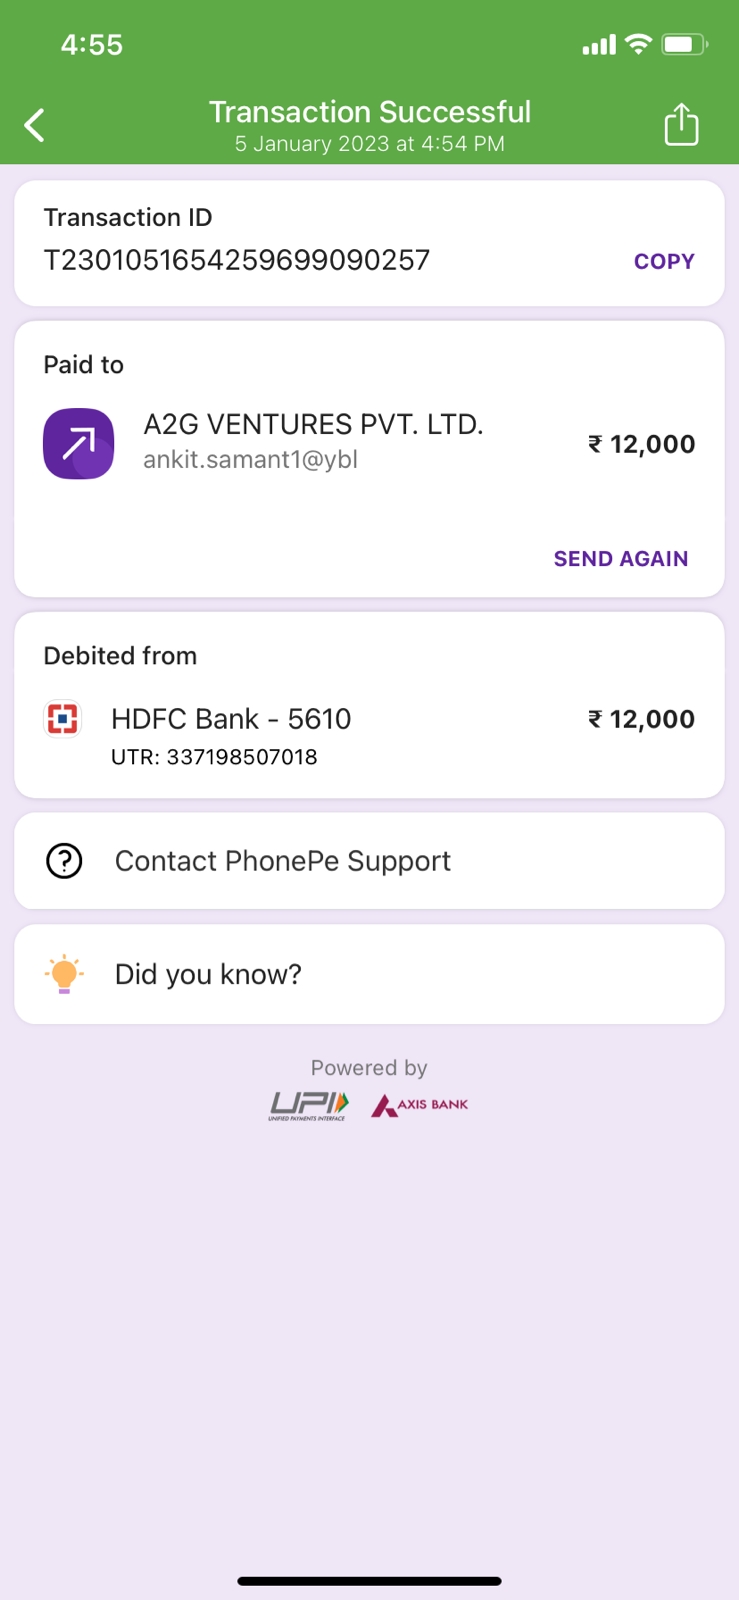 4:55
Transaction Successful
5 January 2023 at 4:54 PM
Transaction ID
T2301051654259699090257
COPY
Paid to
A2G VENTURES PVT. LTD.
ankit.samant1@ybl
₹ 12,000
SEND AGAIN
Debited from
HDFC Bank - 5610
₹ 12,000
UTR: 337198507018
Contact PhonePe Support
Did you know?
Powered by
UPI
UNIFIED PAYMENTS INTERFACE
AXIS BANK